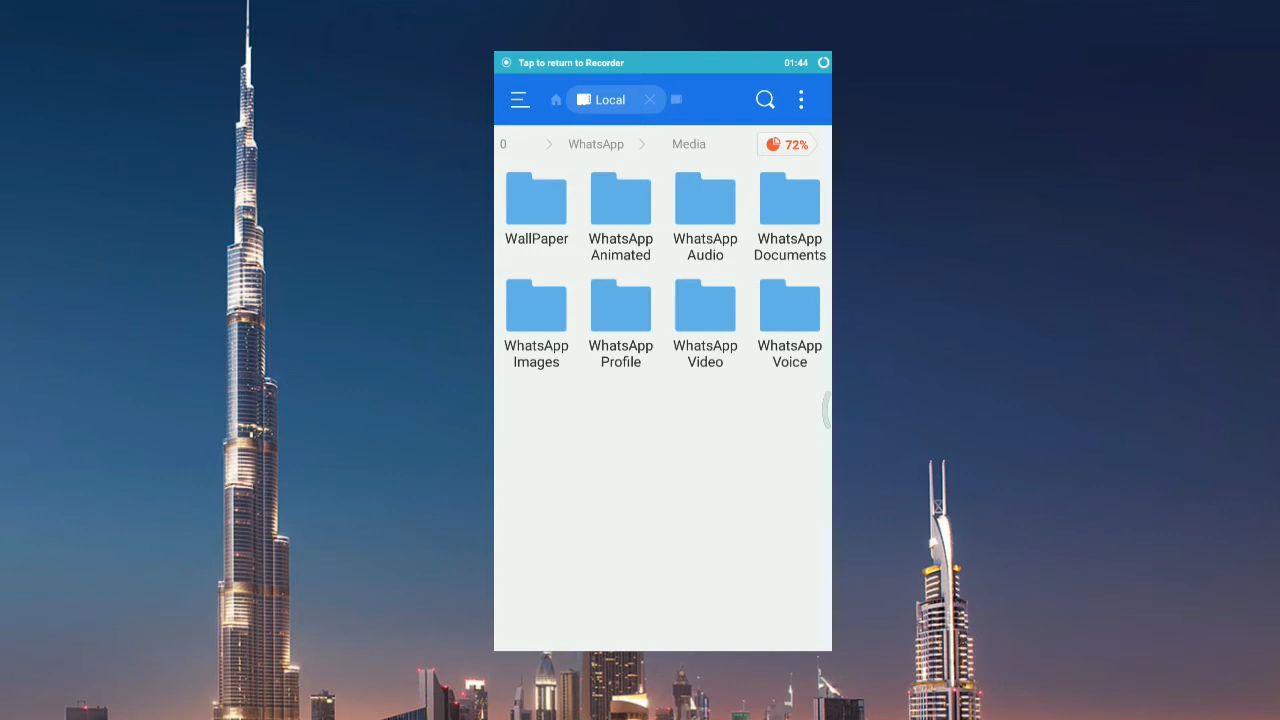 Tap to return to Recorder 01:44
Local
0 WhatsApp Media 72%
WallPaper
WhatsApp Animated
WhatsApp Audio
WhatsApp Documents
WhatsApp Images
WhatsApp Profile
WhatsApp Video
WhatsApp Voice